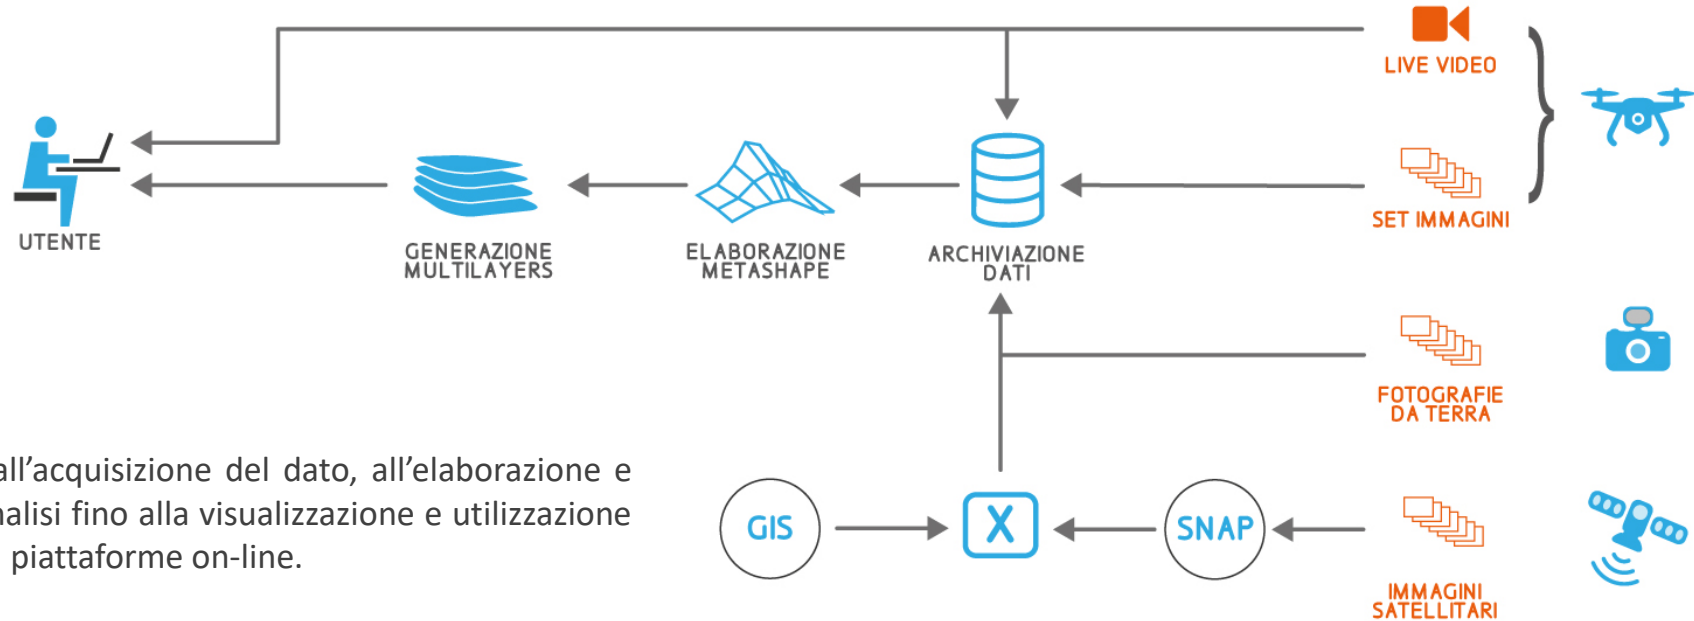 LIVE VIDEO
UTENTE
GENERAZIONE
MULTILAYERS
ELABORAZIONE
METASHAPE
ARCHIVIAZIONE
DATI
SET IMMAGINI
FOTOGRAFIE
DA TERRA
all’acquisizione del dato, all’elaborazione e
nalisi fino alla visualizzazione e utilizzazione
piattaforme on-line.
GIS
X
SNAP
IMMAGINI
SATELLITARI